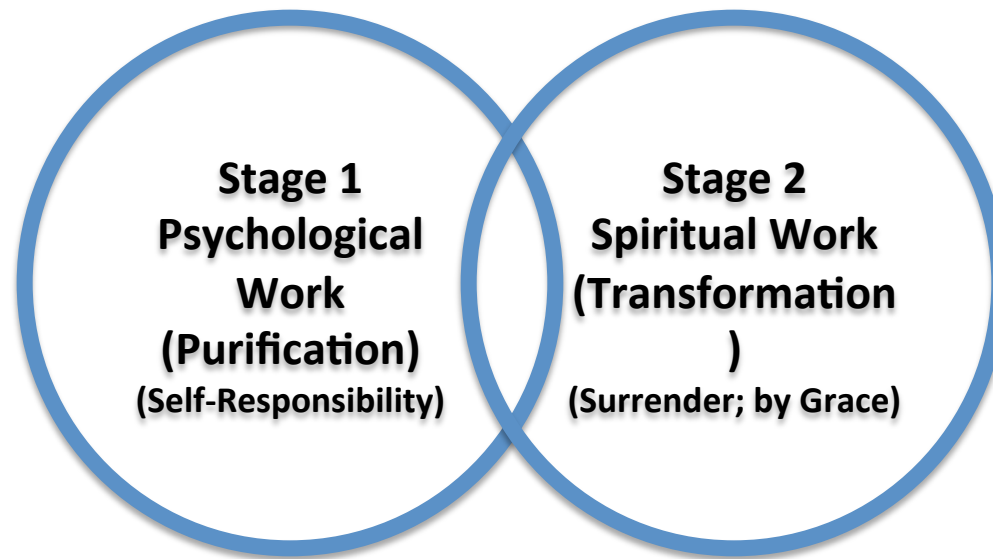 Stage 1
Psychological
Work
(Purification)
(Self-Responsibility)
Stage 2
Spiritual Work
(Transformation
)
(Surrender; by Grace)